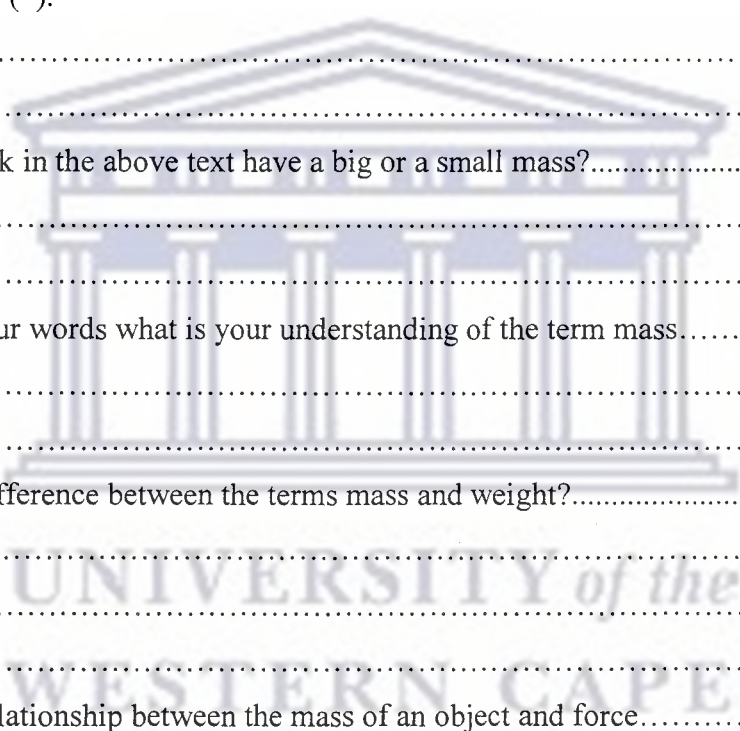 ( ).
k in the above text have a big or a small mass?....................
ur words what is your understanding of the term mass......
fference between the terms mass and weight?......................
UNIVERSITY of the
WESTERN CAPE
lationship between the mass of an object and force..........